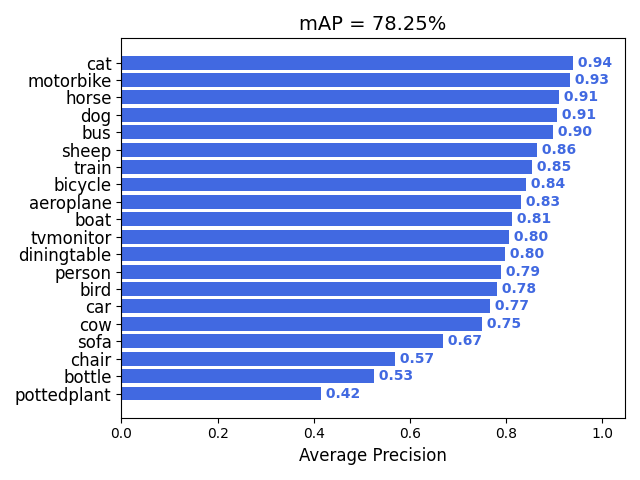 mAP = 78.25%
cat 0.94
motorbike 0.93
horse 0.91
dog 0.91
bus 0.90
sheep 0.86
train 0.85
bicycle 0.84
aeroplane 0.83
boat 0.81
tvmonitor 0.80
diningtable 0.80
person 0.79
bird 0.78
car 0.77
cow 0.75
sofa 0.67
chair 0.57
bottle 0.53
pottedplant 0.42
0.0 0.2 0.4 0.6 0.8 1.0
Average Precision